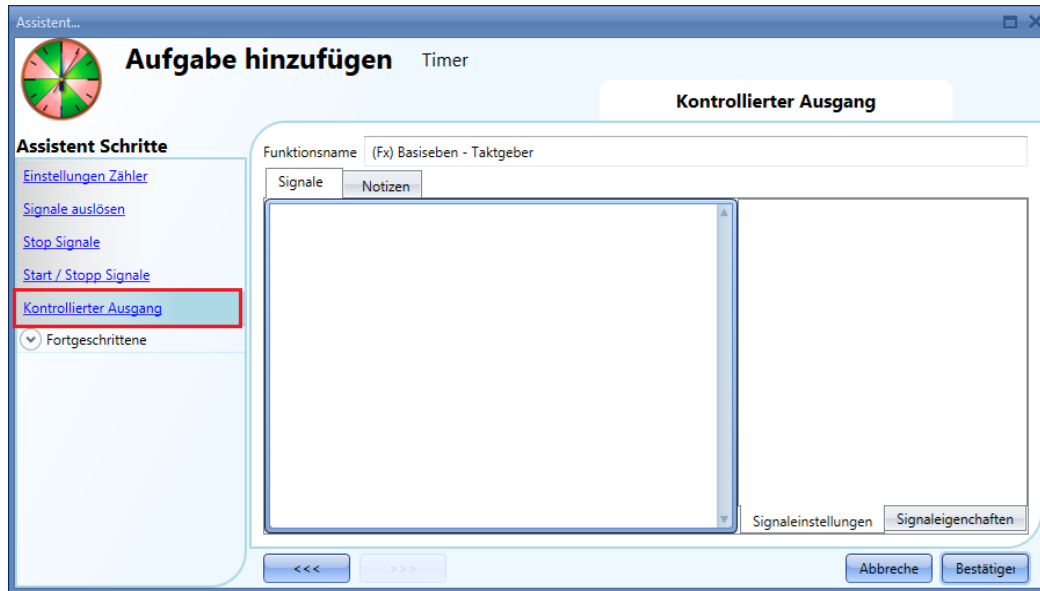 Assistent...
Aufgabe hinzufügen Timer
Kontrollierter Ausgang
Assistent Schritte
Einstellungen Zähler
Signale auslösen
Stop Signale
Start / Stopp Signale
Kontrollierter Ausgang
Fortgeschrittene
Funktionsname (Fx) Basiseben - Taktgeber
Signale Notizen
Signaleinstellungen Signaleigenchaften
<<< >>> Abbreche Bestätiger